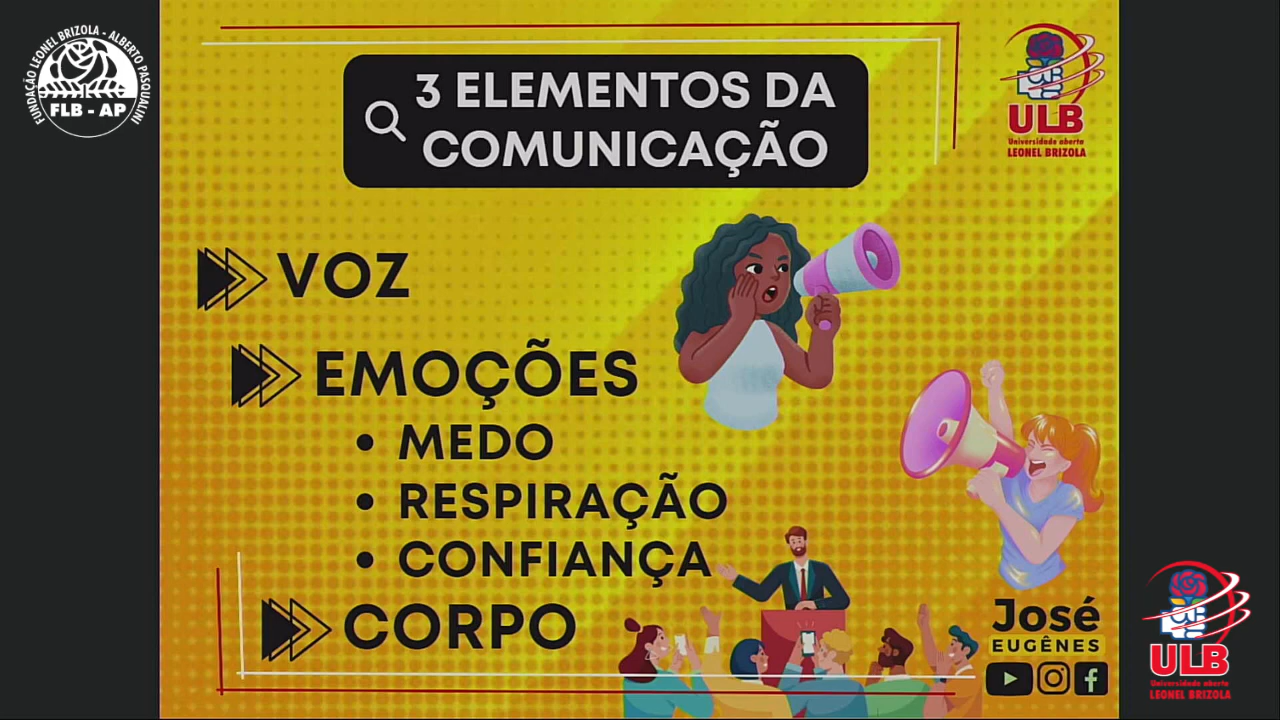 FUNDAÇÃO LEONEL BRIZOLA - ALBERTO PASQUALINI
FLB - AP
3 ELEMENTOS DA
COMUNICAÇÃO
ULB
Universidade aberta
LEONEL BRIZOLA
VOZ
EMOÇÕES
• MEDO
• RESPIRAÇÃO
• CONFIANÇA
CORPO
José
EUGÊNES
ULB
Universidade aberta
LEONEL BRIZOLA